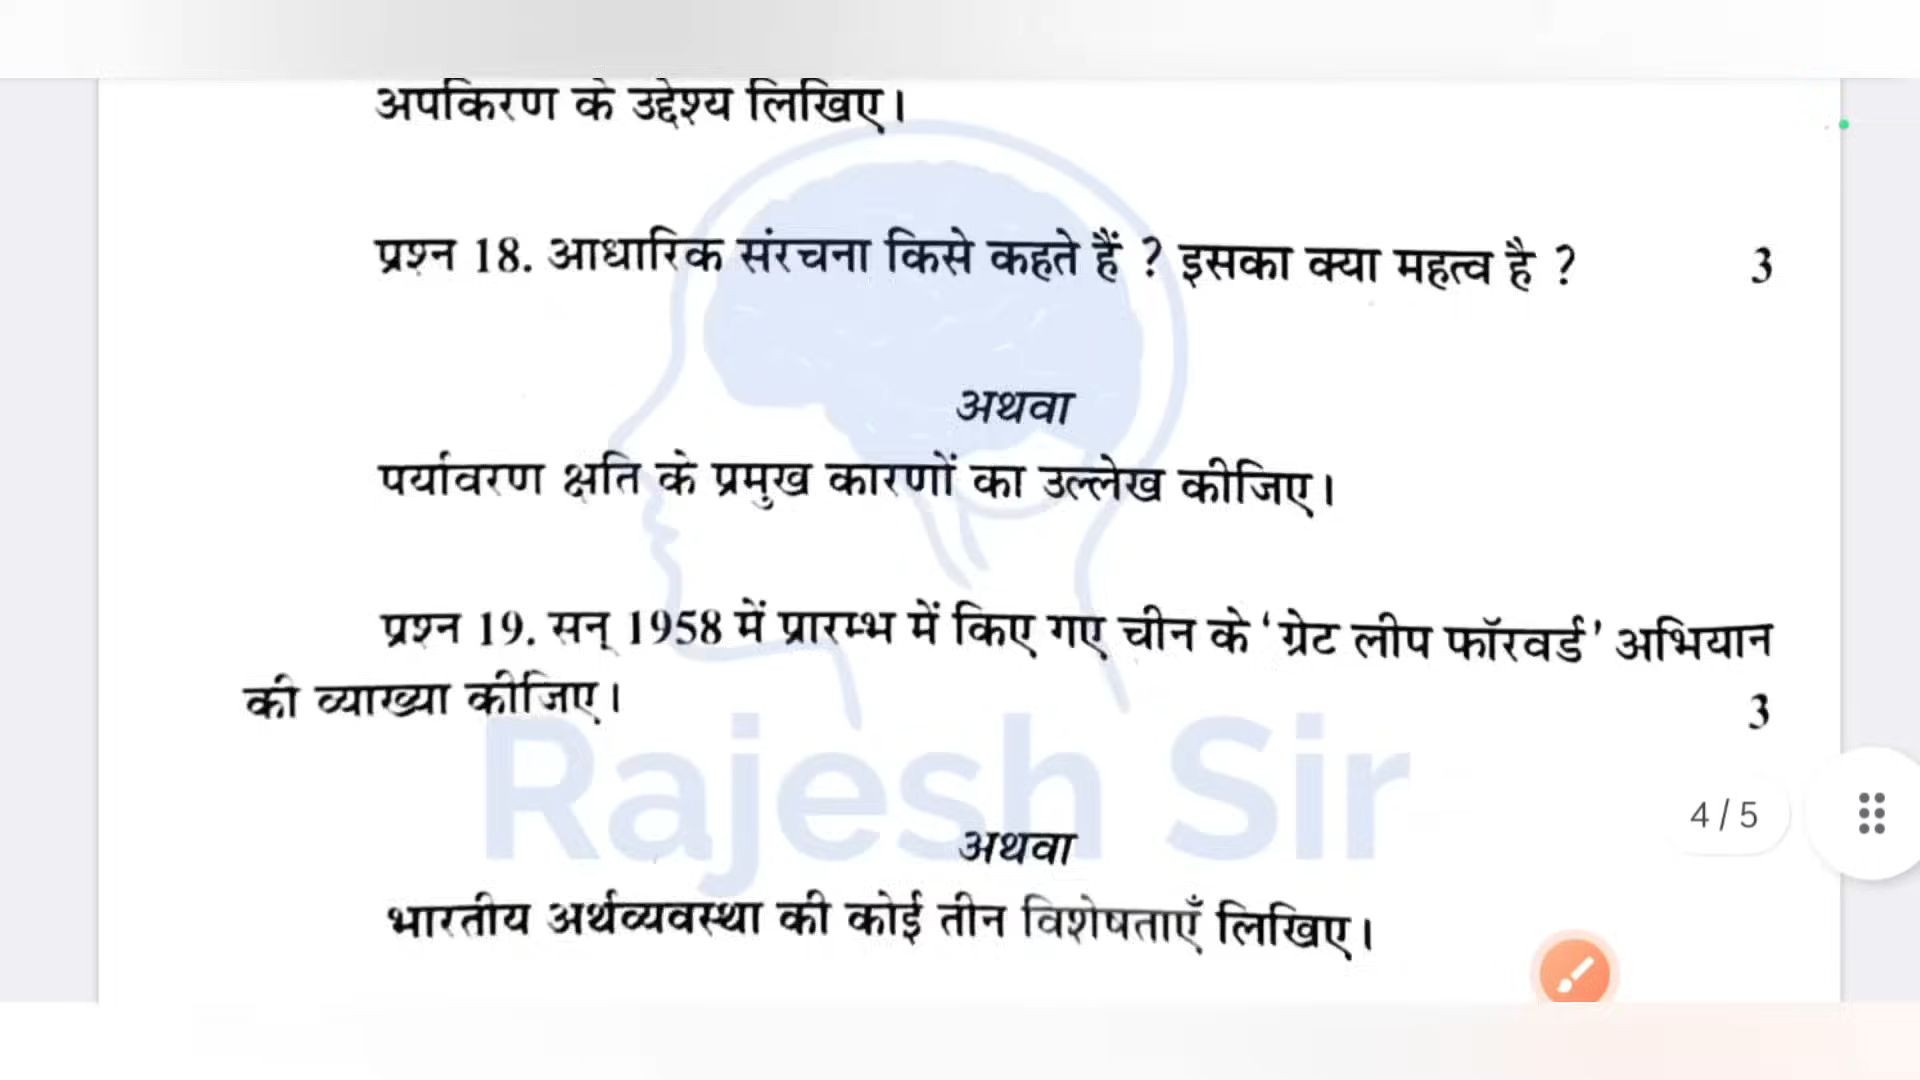 अपकिरण के उद्देश्य लिखिए।
प्रश्न 18. आधारिक संरचना किसे कहते हैं ? इसका क्या महत्व है ? 3
अथवा
पर्यावरण क्षति के प्रमुख कारणों का उल्लेख कीजिए।
प्रश्न 19. सन् 1958 में प्रारम्भ में किए गए चीन के ‘ग्रेट लीप फॉरवर्ड’ अभियान
की व्याख्या कीजिए। 3
Rajesh Sir
4 / 5
अथवा
भारतीय अर्थव्यवस्था की कोई तीन विशेषताएँ लिखिए।